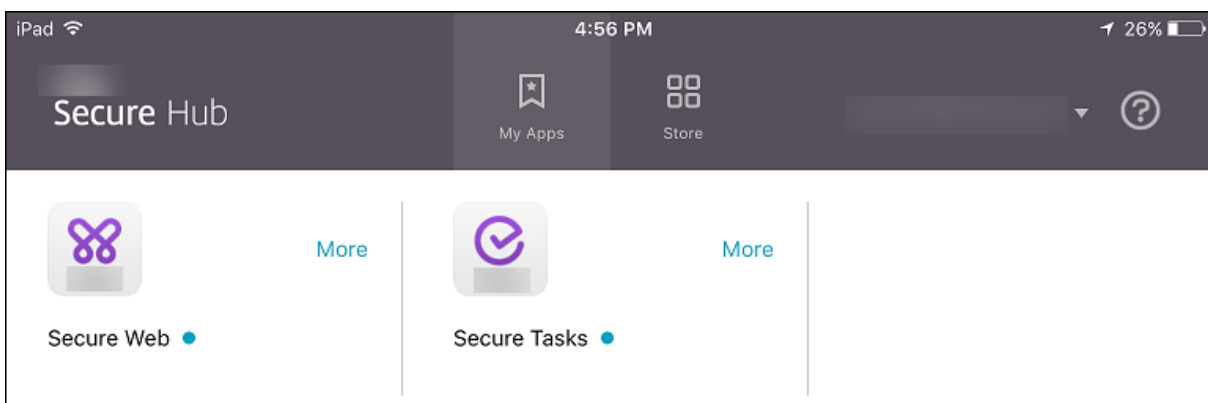 iPad 4:56 PM 26%
Secure Hub
My Apps
Store
?
More
More
Secure Web
Secure Tasks